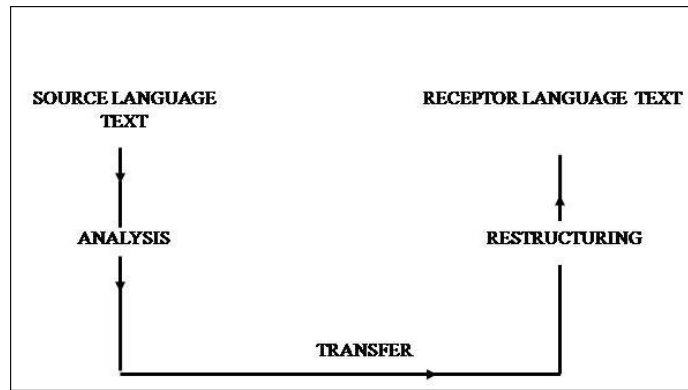 SOURCE LANGUAGE
TEXT
RECEPTOR LANGUAGE TEXT
ANALYSIS
RESTRUCTURING
TRANSFER